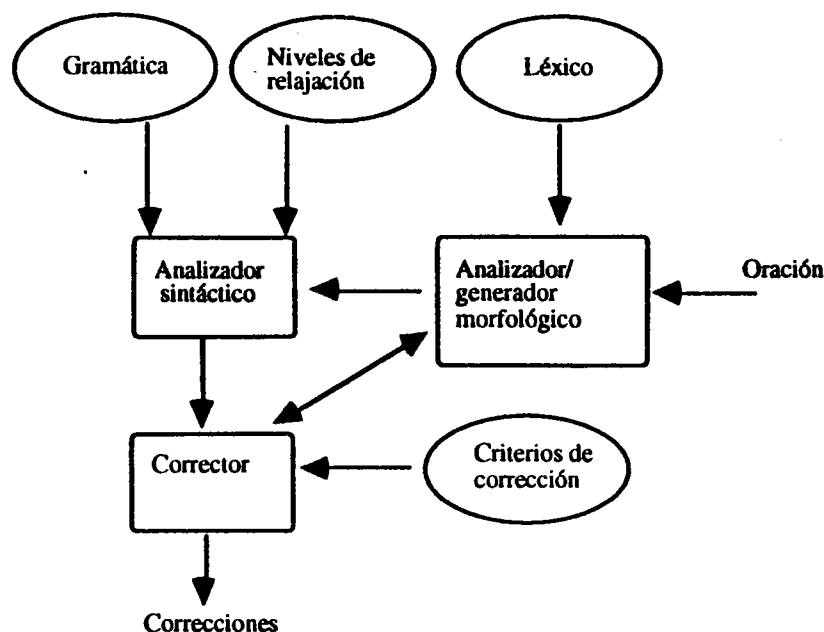 Gramática
Niveles de
relajación
Léxico
Analizador
sintáctico
Analizador/
generador
morfológico
Oración
Corrector
Criterios de
corrección
Correcciones